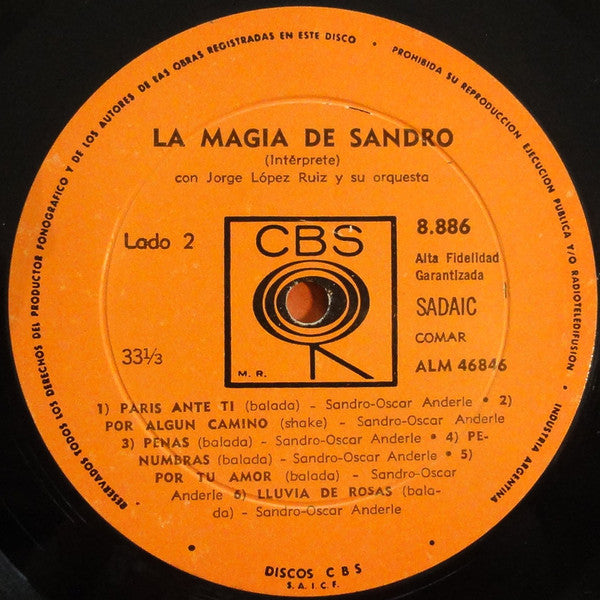 RESERVADOS TODOS LOS DERECHOS DEL PRODUCTOR FONOGRAFICO Y DE LOS AUTORES DE LAS OBRAS REGISTRADAS EN ESTE DISCO • PROHIBIDA SU REPRODUCCION EJECUCION PUBLICA Y/O RADIOTELEDIFUSION • INDUSTRIA ARGENTINA
LA MAGIA DE SANDRO
(Intérprete)
con Jorge López Ruiz y su orquesta
Lado 2
CBS
8.886
Alta Fidelidad
Garantizada
SADAIC
COMAR
33⅓
M. R.
ALM 46846
1) PARIS ANTE TI (balada) - Sandro-Oscar Anderle • 2)
POR ALGUN CAMINO (shake) - Sandro-Oscar Anderle
3) PENAS (balada) - Sandro-Oscar Anderle • 4) PE-
NUMBRAS (balada) - Sandro-Oscar Anderle • 5)
POR TU AMOR (balada) - Sandro-Oscar
Anderle 6) LLUVIA DE ROSAS (bala-
da) - Sandro-Oscar Anderle
DISCOS CBS
S. A. I. C. F.